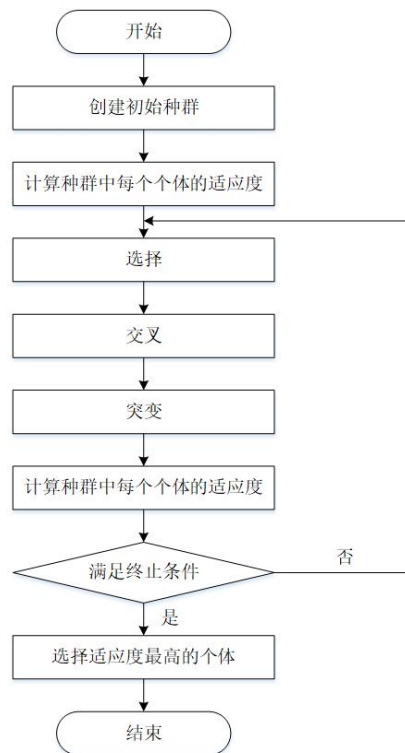 开始
创建初始种群
计算种群中每个个体的适应度
选择
交叉
突变
计算种群中每个个体的适应度
满足终止条件
否
是
选择适应度最高的个体
结束